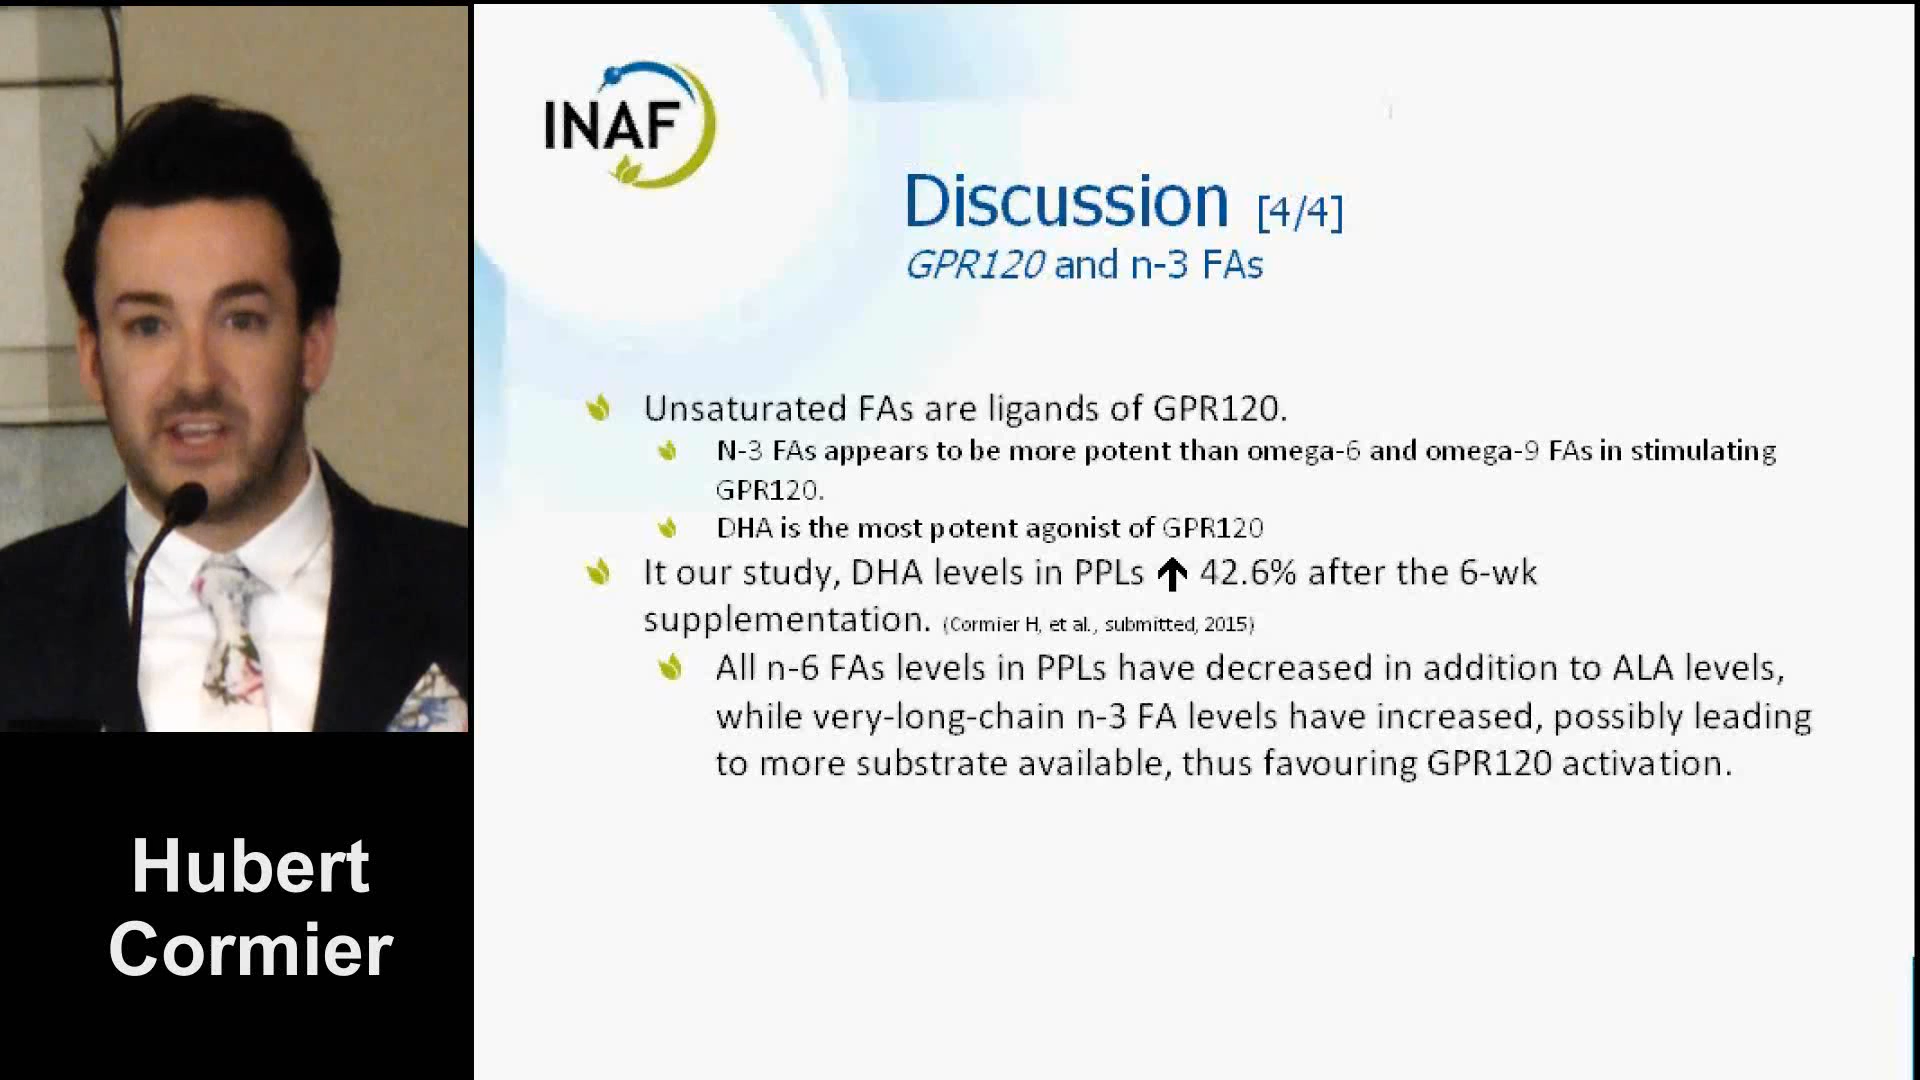 INAF
Discussion [4/4]
GPR120 and n-3 FAs
Unsaturated FAs are ligands of GPR120.
N-3 FAs appears to be more potent than omega-6 and omega-9 FAs in stimulating
GPR120.
DHA is the most potent agonist of GPR120
It our study, DHA levels in PPLs ↑ 42.6% after the 6-wk
supplementation. (Cormier H, et al., submitted, 2015)
All n-6 FAs levels in PPLs have decreased in addition to ALA levels,
while very-long-chain n-3 FA levels have increased, possibly leading
to more substrate available, thus favouring GPR120 activation.
Hubert
Cormier